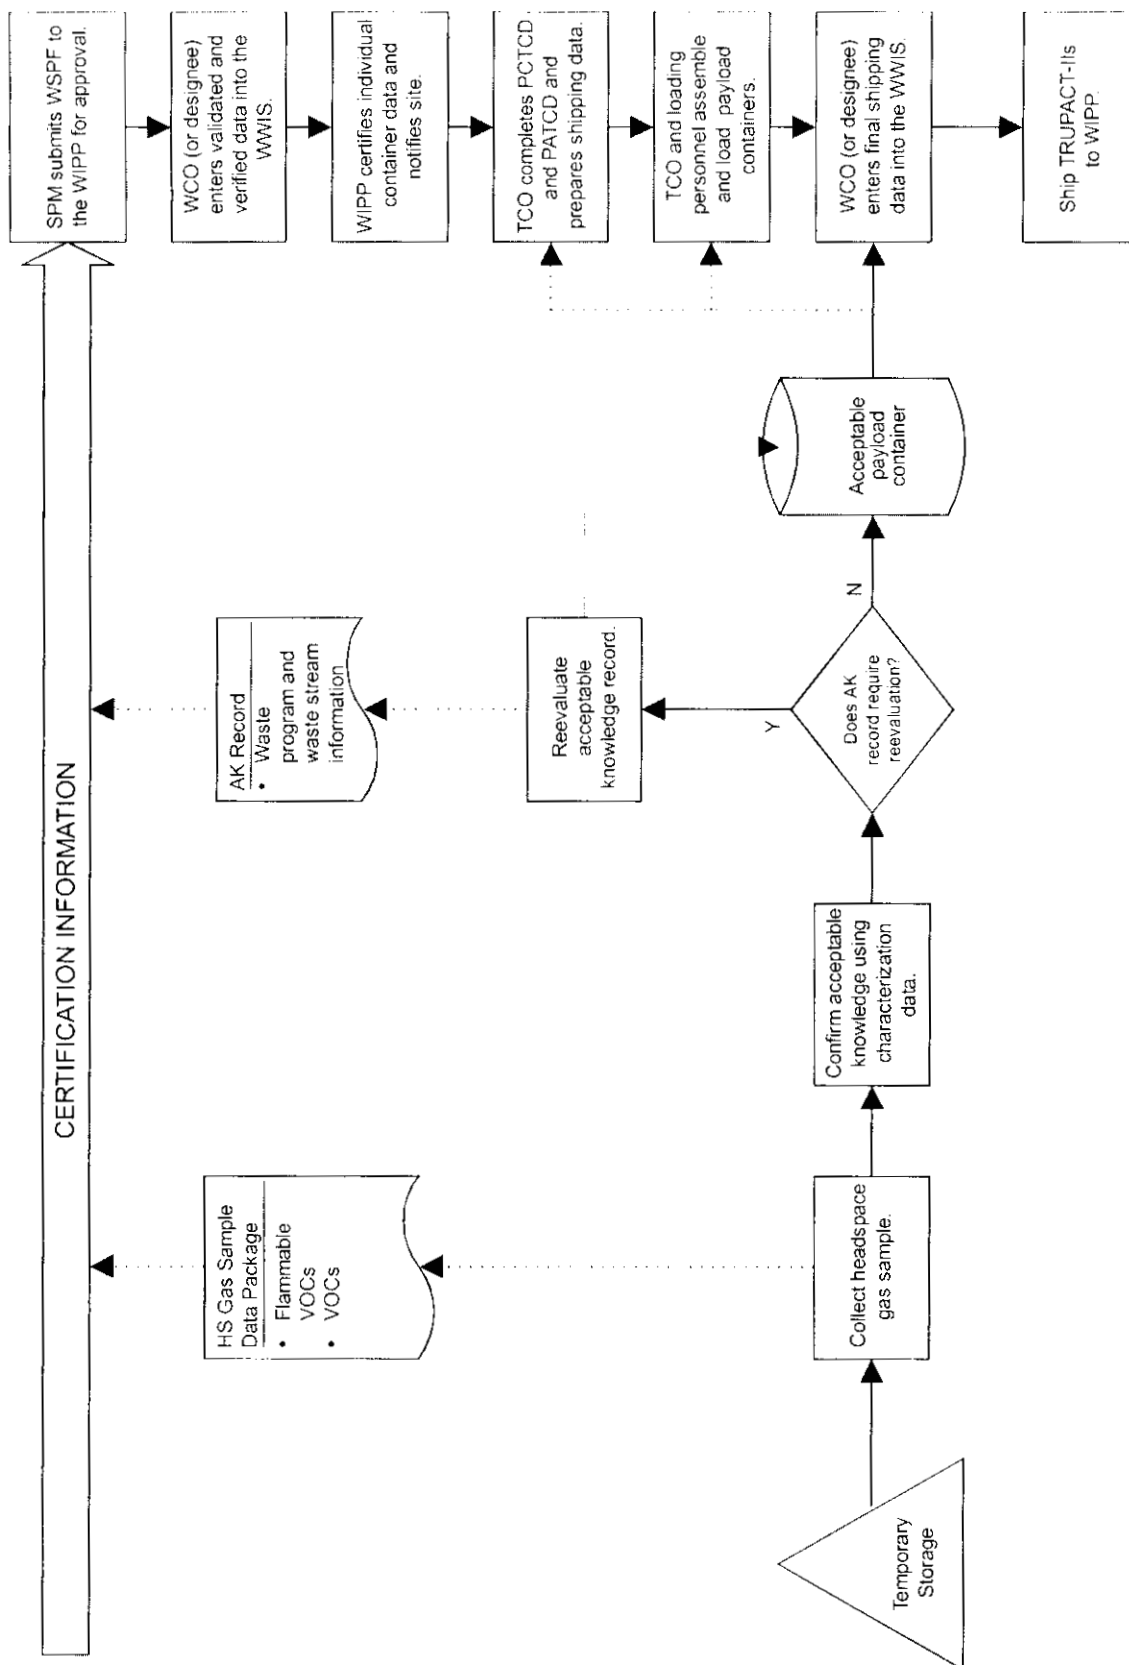 CERTIFICATION INFORMATION
SPM submits WSPF to
the WIPP for approval.
WCO (or designee)
enters validated and
verified data into the
WWIS.
WIPP certifies individual
container data and
notifies site.
TCO completes PCTCD
and PATCD and
prepares shipping data.
TCO and loading
personnel assemble
and load payload
containers.
WCO (or designee)
enters final shipping
data into the WWIS.
Ship TRUPACT-IIs
to WIPP.
HS Gas Sample
Data Package
• Flammable
VOCs
• VOCs
AK Record
• Waste
program and
waste stream
information
Reevaluate
acceptable
knowledge record.
Temporary
Storage
Collect headspace
gas sample.
Confirm acceptable
knowledge using
characterization
data.
Does AK
record require
reevaluation?
Y
N
Acceptable
payload
container